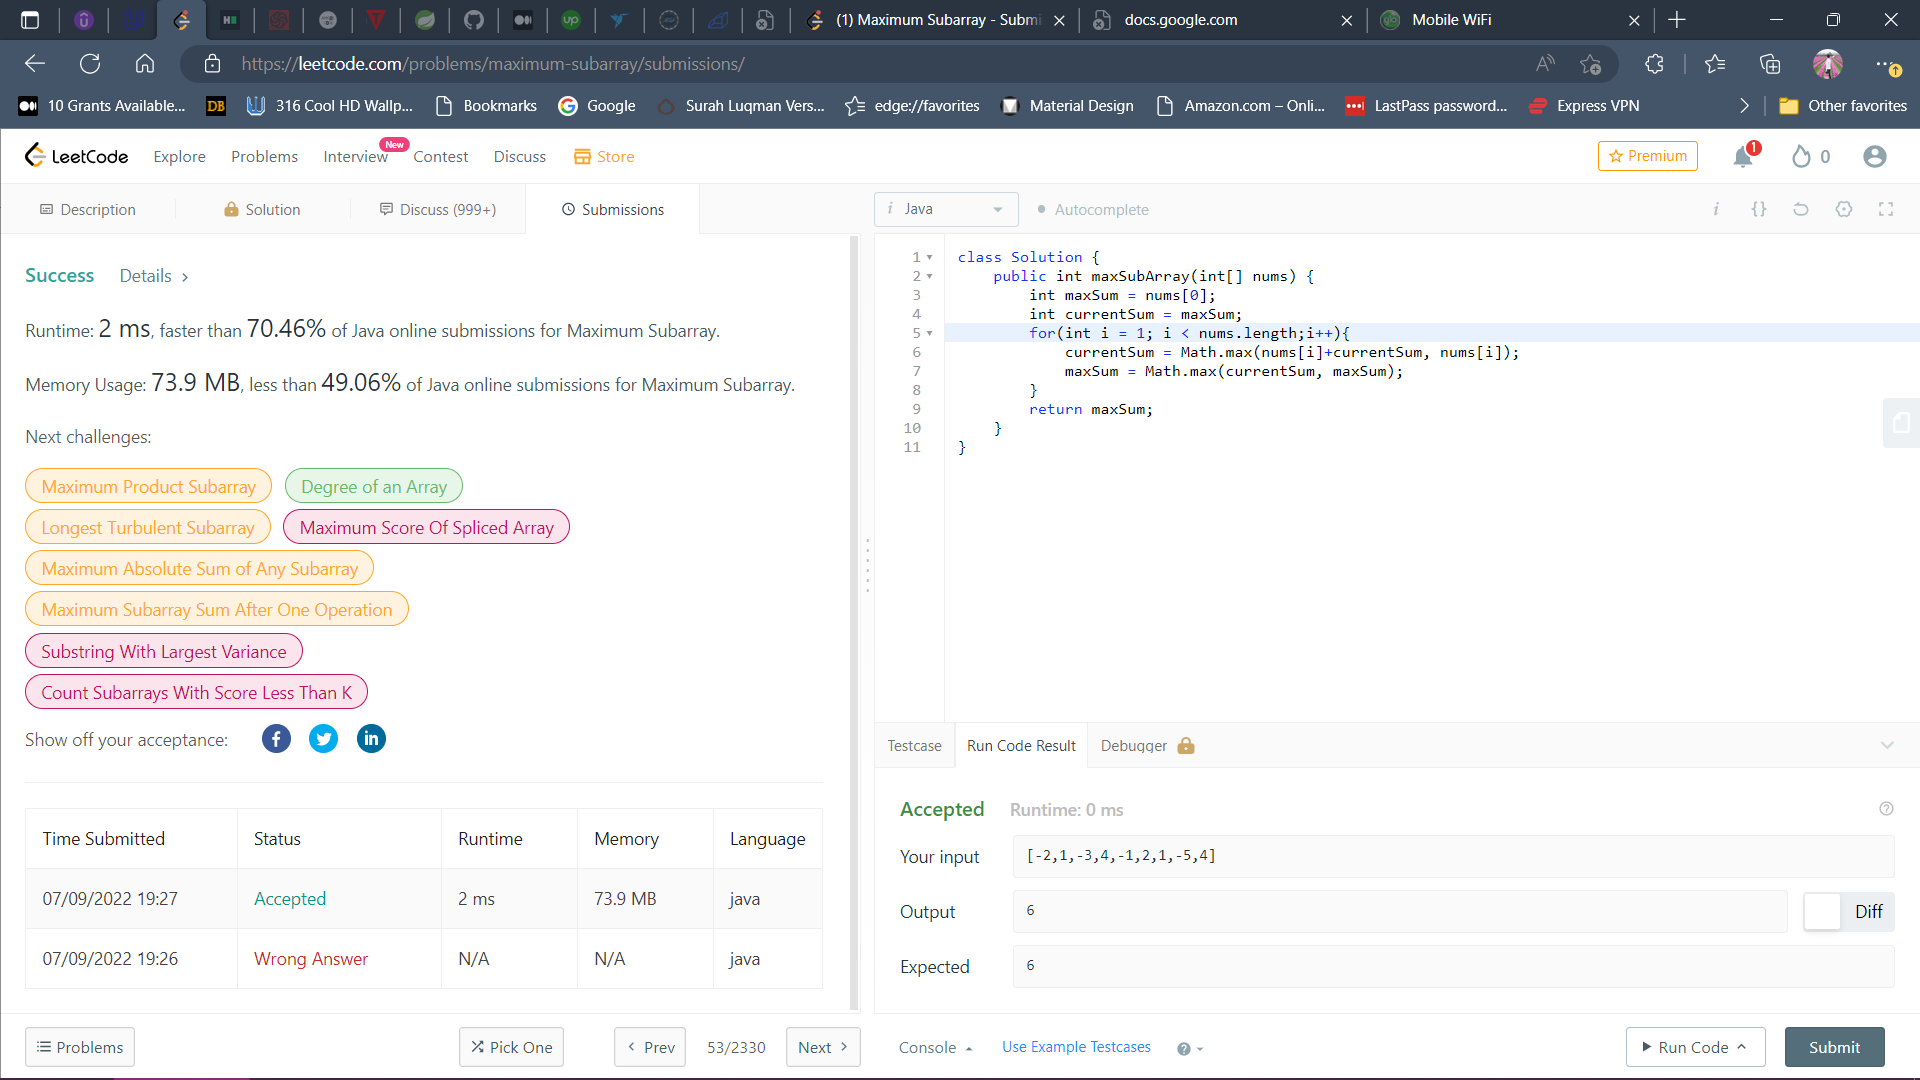 (1) Maximum Subarray - Submi
docs.google.com
Mobile WiFi
https://leetcode.com/problems/maximum-subarray/submissions/
10 Grants Available...
DB
316 Cool HD Wallp...
Bookmarks
Google
Surah Luqman Vers...
edge://favorites
Material Design
Amazon.com – Onli...
LastPass password...
Express VPN
Other favorites
LeetCode
Explore
Problems
Interview
New
Contest
Discuss
Store
Premium
1
0
Description
Solution
Discuss (999+)
Submissions
Success
Details >
Runtime: 2 ms, faster than 70.46% of Java online submissions for Maximum Subarray.
Memory Usage: 73.9 MB, less than 49.06% of Java online submissions for Maximum Subarray.
Next challenges:
Maximum Product Subarray
Degree of an Array
Longest Turbulent Subarray
Maximum Score Of Spliced Array
Maximum Absolute Sum of Any Subarray
Maximum Subarray Sum After One Operation
Substring With Largest Variance
Count Subarrays With Score Less Than K
Show off your acceptance:
Time Submitted Status Runtime Memory Language
07/09/2022 19:27 Accepted 2 ms 73.9 MB java
07/09/2022 19:26 Wrong Answer N/A N/A java
Problems
Pick One
< Prev
53/2330
Next >
i Java
Autocomplete
i {}
1 class Solution {
2     public int maxSubArray(int[] nums) {
3         int maxSum = nums[0];
4         int currentSum = maxSum;
5         for(int i = 1; i < nums.length;i++){
6             currentSum = Math.max(nums[i]+currentSum, nums[i]);
7             maxSum = Math.max(currentSum, maxSum);
8         }
9         return maxSum;
10     }
11 }
Testcase
Run Code Result
Debugger
Accepted
Runtime: 0 ms
Your input
[-2,1,-3,4,-1,2,1,-5,4]
Output
6
Diff
Expected
6
Console
Use Example Testcases
?
Run Code
Submit